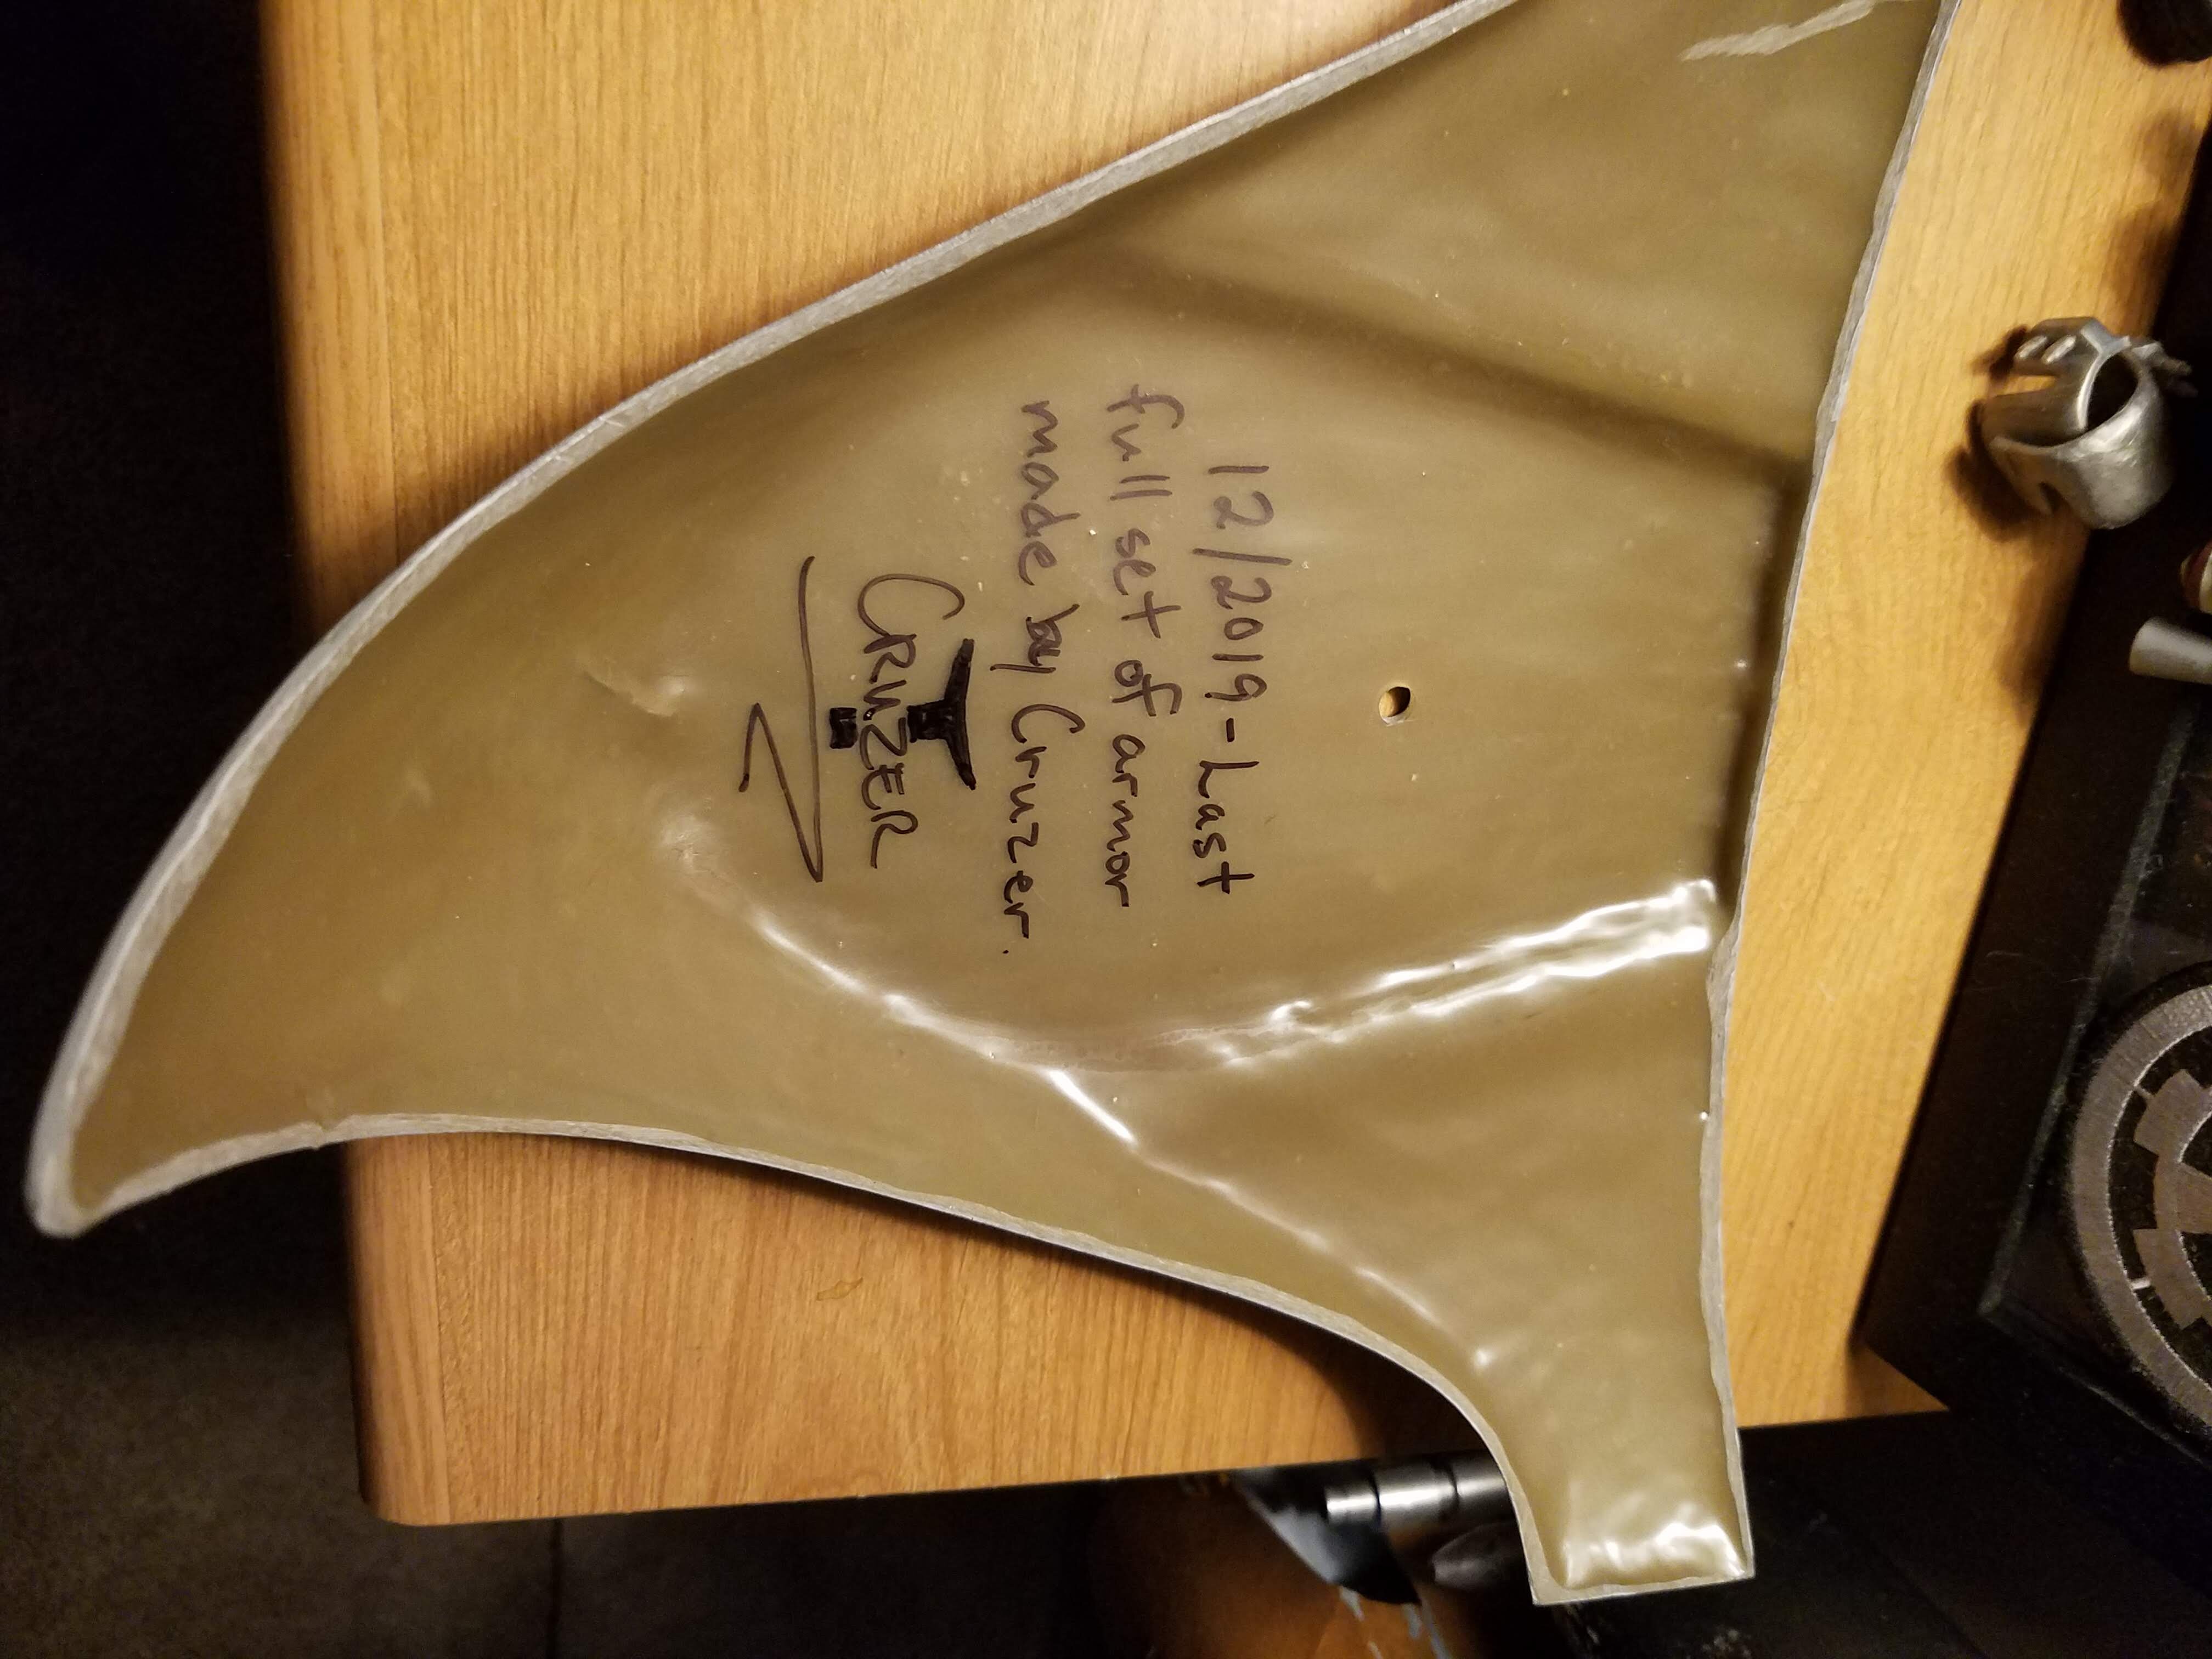 12/2019 - Last
full set of armor
made by Cruzer.
CRUZER